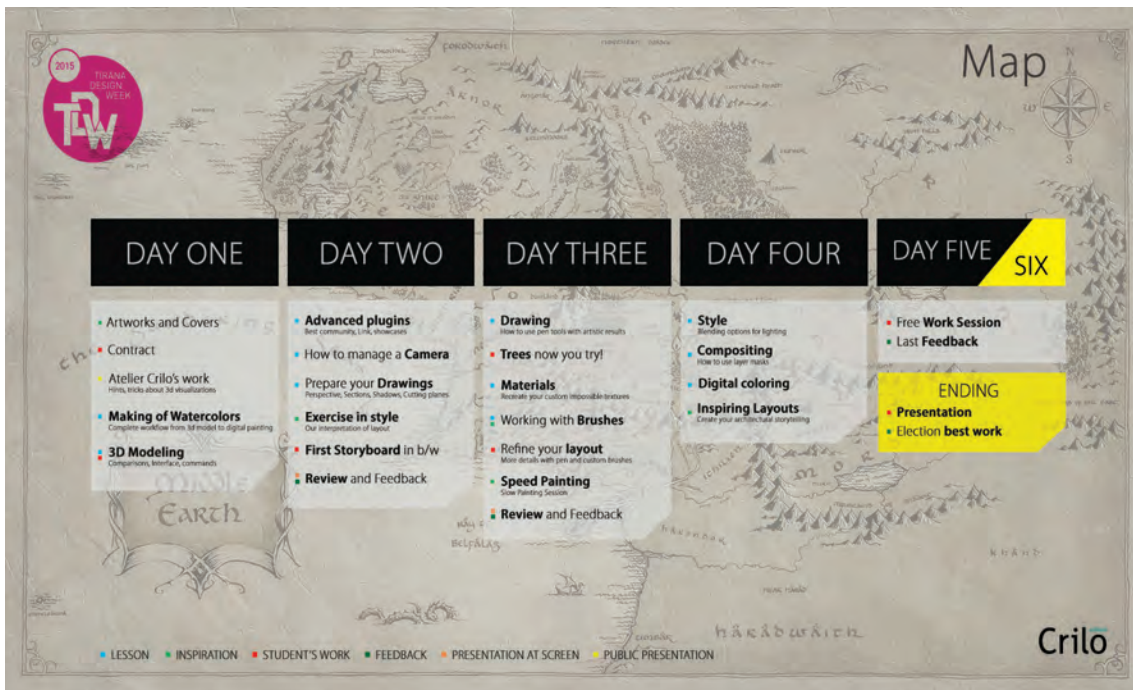 2015
TIRANA
DESIGN
WEEK
TDW
Map
N
W
E
S
FORODWAITH
ARNOR
DAY ONE
Artworks and Covers
Contract
Atelier Crilo's work
Hints, tricks about 3d visualizations
Making of Watercolors
Complete workflow from 3d model to digital painting
3D Modeling
Comparisons, Interface, commands
DAY TWO
Advanced plugins
Best community, Link, showcases
How to manage a Camera
Prepare your Drawings
Perspective, Sections, Shadows, Cutting planes
Exercise in style
Our interpretation of layout
First Storyboard in b/w
Review and Feedback
DAY THREE
Drawing
How to use pen tools with artistic results
Trees now you try!
Materials
Recreate your custom impossible textures
Working with Brushes
Refine your layout
More details with pen and custom brushes
Speed Painting
Slow Painting Session
Review and Feedback
DAY FOUR
Style
Blending options for lighting
Compositing
How to use layer masks
Digital coloring
Inspiring Layouts
Create your architectural storytelling
DAY FIVE
SIX
Free Work Session
Last Feedback
ENDING
Presentation
Election best work
MIDDLE
EARTH
BELFALAS
MOR
HARONDOR
KHAND
HARADWAITH
LESSON
INSPIRATION
STUDENT'S WORK
FEEDBACK
PRESENTATION AT SCREEN
PUBLIC PRESENTATION
Crilo